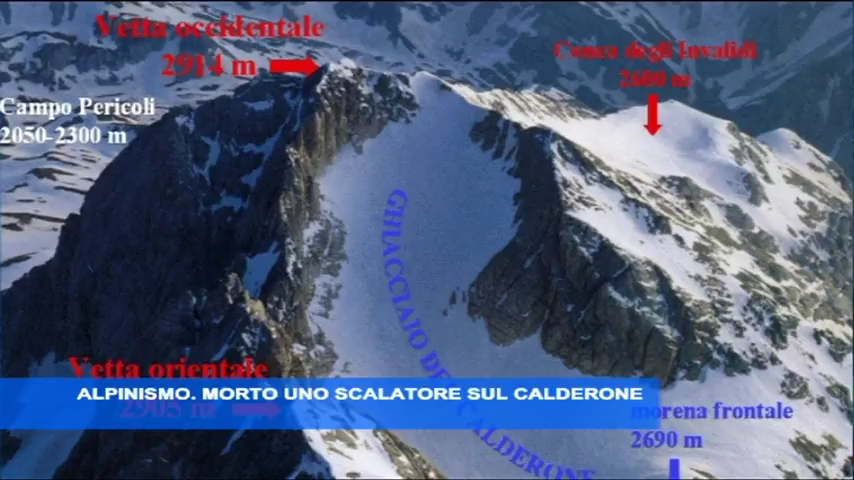 Vetta occidentale
2914 m
Conca degli Invalidi
2600 m
Campo Pericoli
2050-2300 m
GHIACCIAIO DEL CALDERONE
Vetta orientale
2905 m
ALPINISMO. MORTO UNO SCALATORE SUL CALDERONE
morena frontale
2690 m